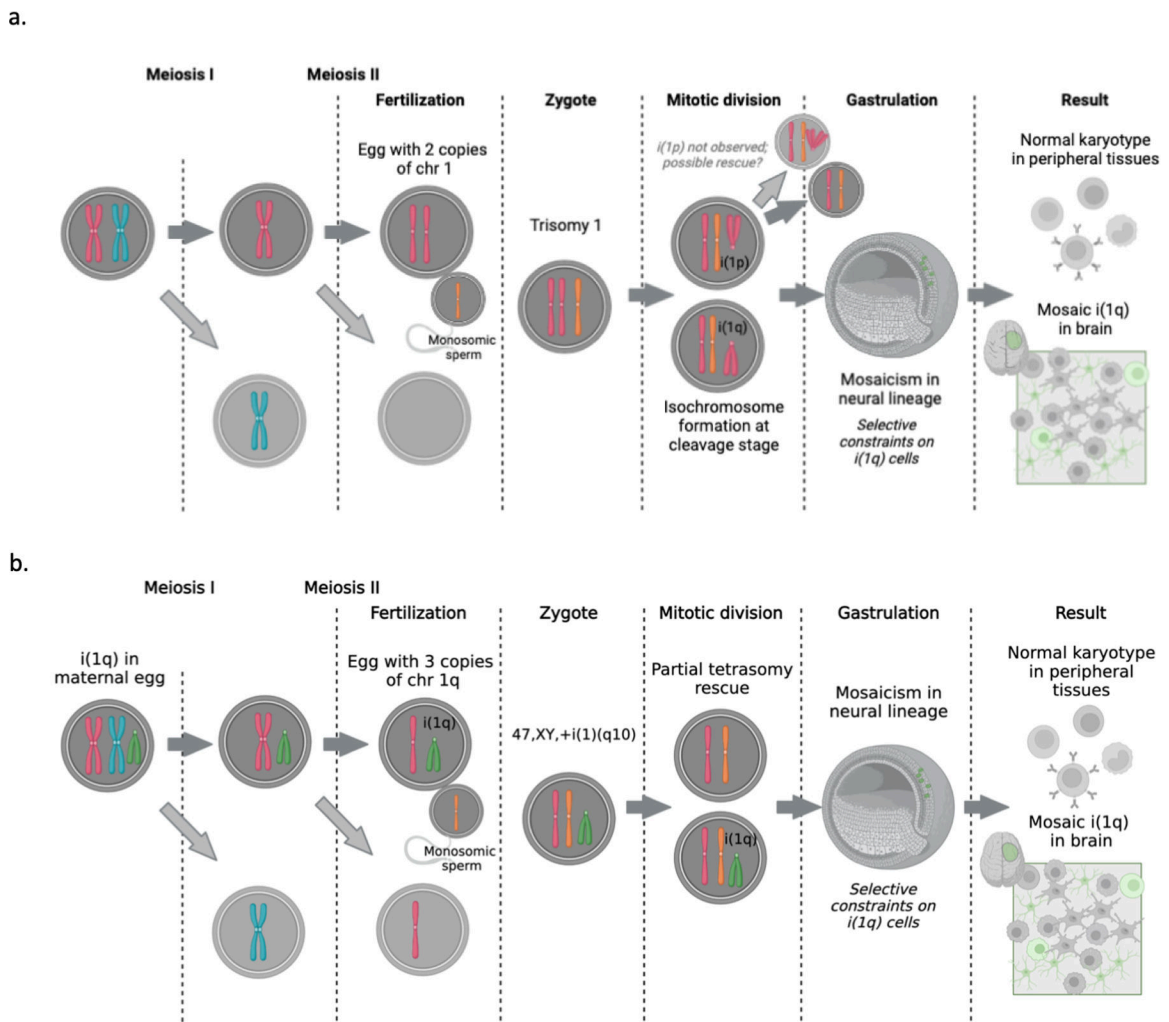 a.
Meiosis I
Meiosis II
Fertilization
Zygote
Mitotic division
Gastrulation
Result
Egg with 2 copies
of chr 1
Trisomy 1
i(1p) not observed;
possible rescue?
Normal karyotype
in peripheral tissues
i(1p)
i(1q)
Monosomic
sperm
Isochromosome
formation at
cleavage stage
Mosaicism in
neural lineage
Selective
constraints on
i(1q) cells
Mosaic i(1q)
in brain
b.
Meiosis I
Meiosis II
Fertilization
Zygote
Mitotic division
Gastrulation
Result
i(1q) in
maternal egg
Egg with 3 copies
of chr 1q
i(1q)
Monosomic
sperm
47,XY,+i(1)(q10)
Partial tetrasomy
rescue
i(1q)
Mosaicism in
neural lineage
Selective
constraints on
i(1q) cells
Normal karyotype
in peripheral
tissues
Mosaic i(1q)
in brain